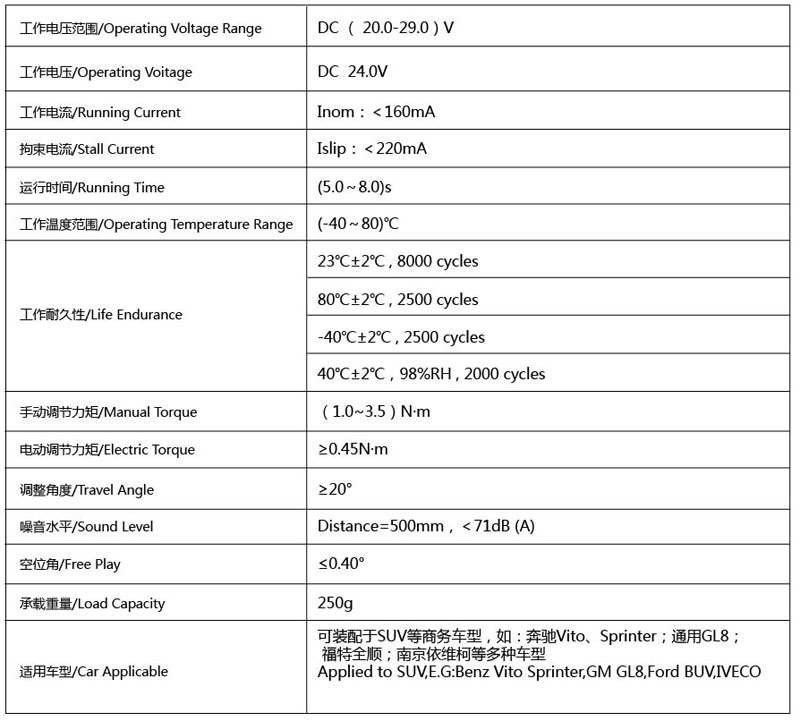 工作电压范围/Operating Voltage Range DC ( 20.0-29.0 ) V
工作电压/Operating Voitage DC 24.0V
工作电流/Running Current Inom：＜160mA
拘束电流/Stall Current Islip：＜220mA
运行时间/Running Time (5.0～8.0)s
工作温度范围/Operating Temperature Range (-40～80)℃
工作耐久性/Life Endurance
23℃±2℃ , 8000 cycles
80℃±2℃ , 2500 cycles
-40℃±2℃ , 2500 cycles
40℃±2℃ , 98%RH , 2000 cycles
手动调节力矩/Manual Torque （1.0~3.5）N·m
电动调节力矩/Electric Torque ≥0.45N·m
调整角度/Travel Angle ≥20°
噪音水平/Sound Level Distance=500mm , ＜71dB (A)
空位角/Free Play ≤0.40°
承载重量/Load Capacity 250g
适用车型/Car Applicable
可装配于SUV等商务车型，如：奔驰Vito、Sprinter；通用GL8；
福特全顺；南京依维柯等多种车型
Applied to SUV,E.G:Benz Vito Sprinter,GM GL8,Ford BUV,IVECO